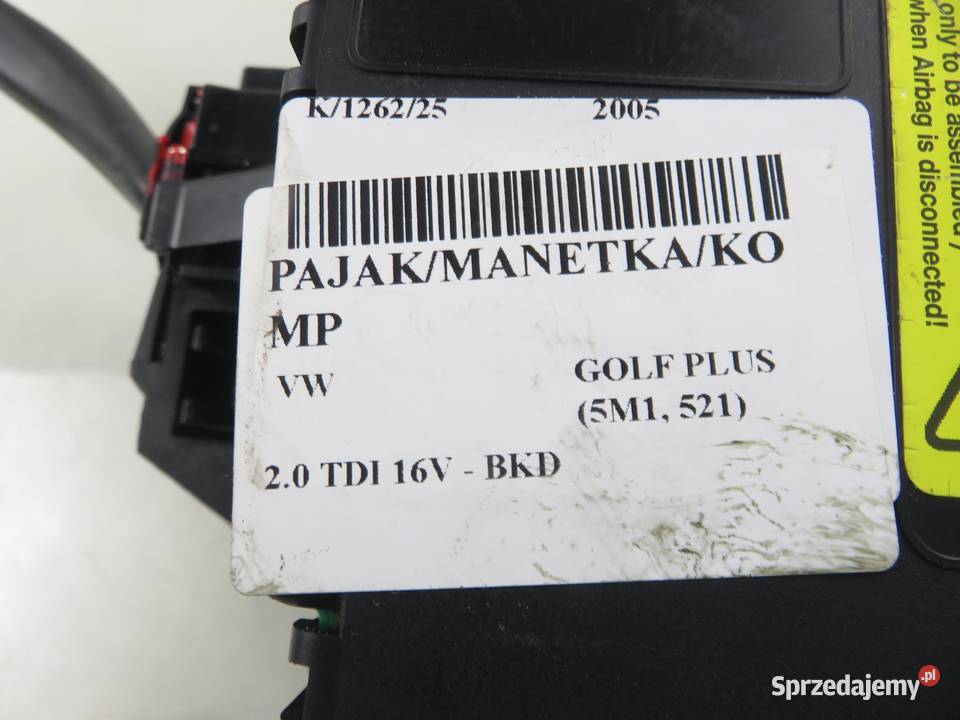 K/1262/25 2005
PAJAK/MANETKA/KO
MP
VW GOLF PLUS
(5M1, 521)
2.0 TDI 16V - BKD
only to be assembled /
when Airbag is disconnected!
Sprzedajemy.pl